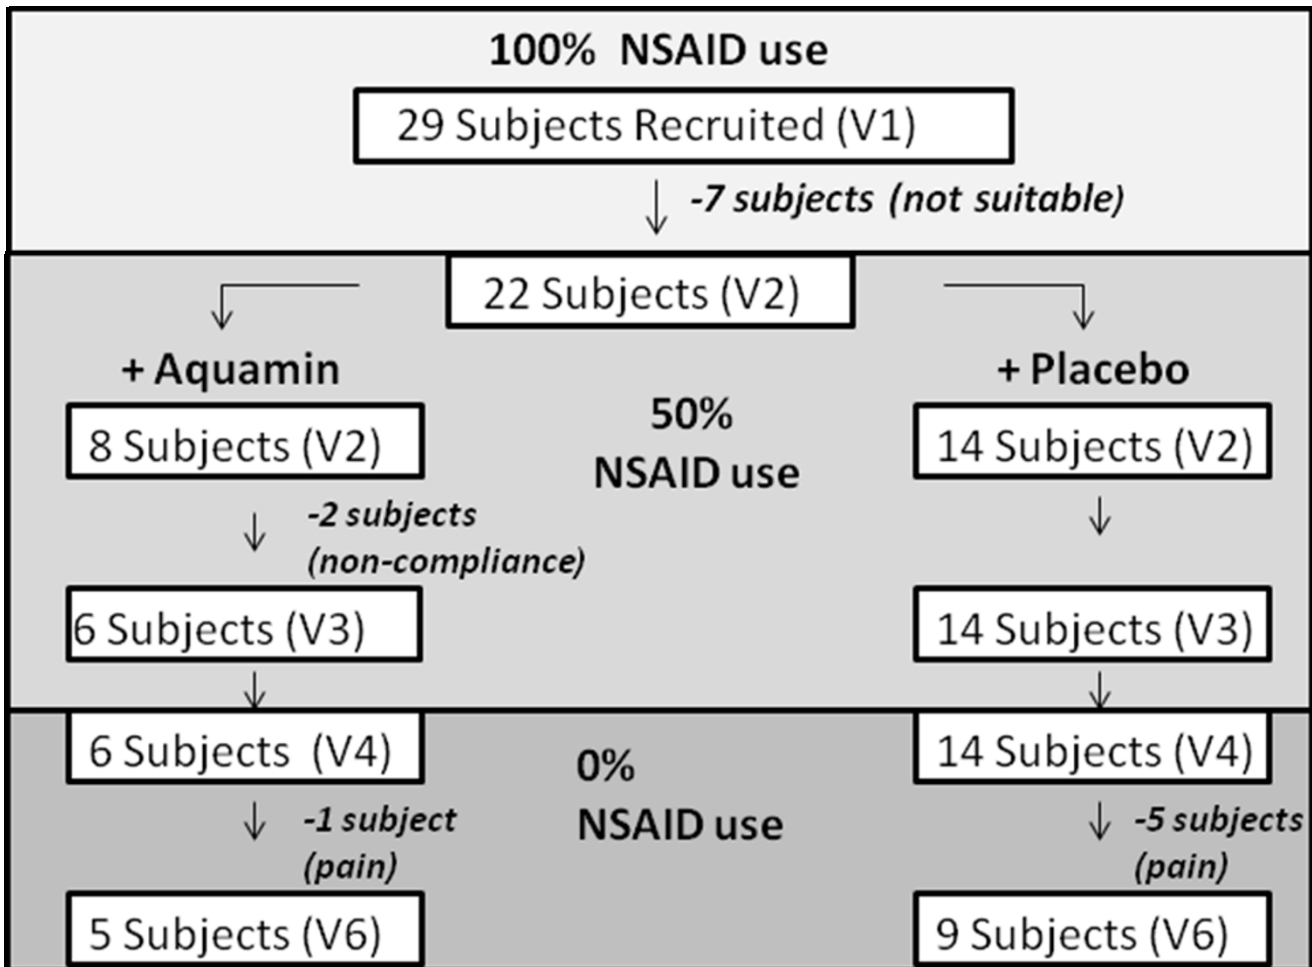 100% NSAID use
29 Subjects Recruited (V1)
-7 subjects (not suitable)
22 Subjects (V2)
+ Aquamin
+ Placebo
8 Subjects (V2)
50%
NSAID use
14 Subjects (V2)
-2 subjects
(non-compliance)
6 Subjects (V3)
14 Subjects (V3)
6 Subjects (V4)
0%
NSAID use
14 Subjects (V4)
-1 subject
(pain)
-5 subjects
(pain)
5 Subjects (V6)
9 Subjects (V6)